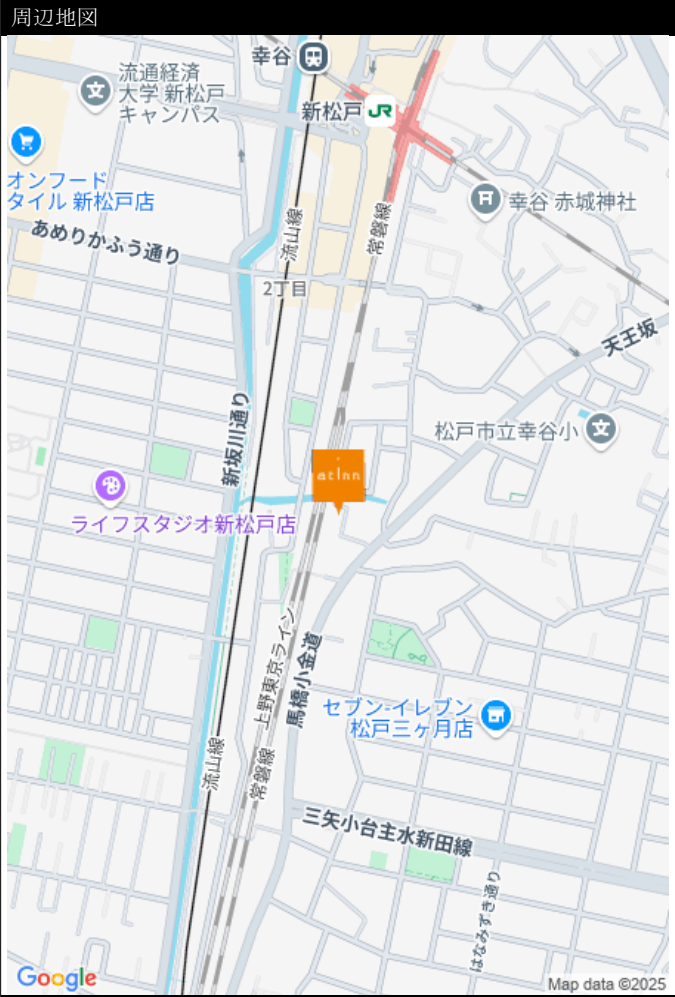 周辺地図
幸谷
流通経済
大学 新松戸
キャンパス
新松戸
JR
オンフード
タイル 新松戸店
幸谷 赤城神社
あめりかふう通り
流山線
常磐線
2丁目
天王坂
新坂川通り
松戸市立幸谷小
atInn
ライフスタジオ新松戸店
上野東京ライン
馬橋小金道
セブン-イレブン
松戸三ヶ月店
流山線
常磐線
三矢小台主水新田線
はなみずき通り
Google
Map data ©2025